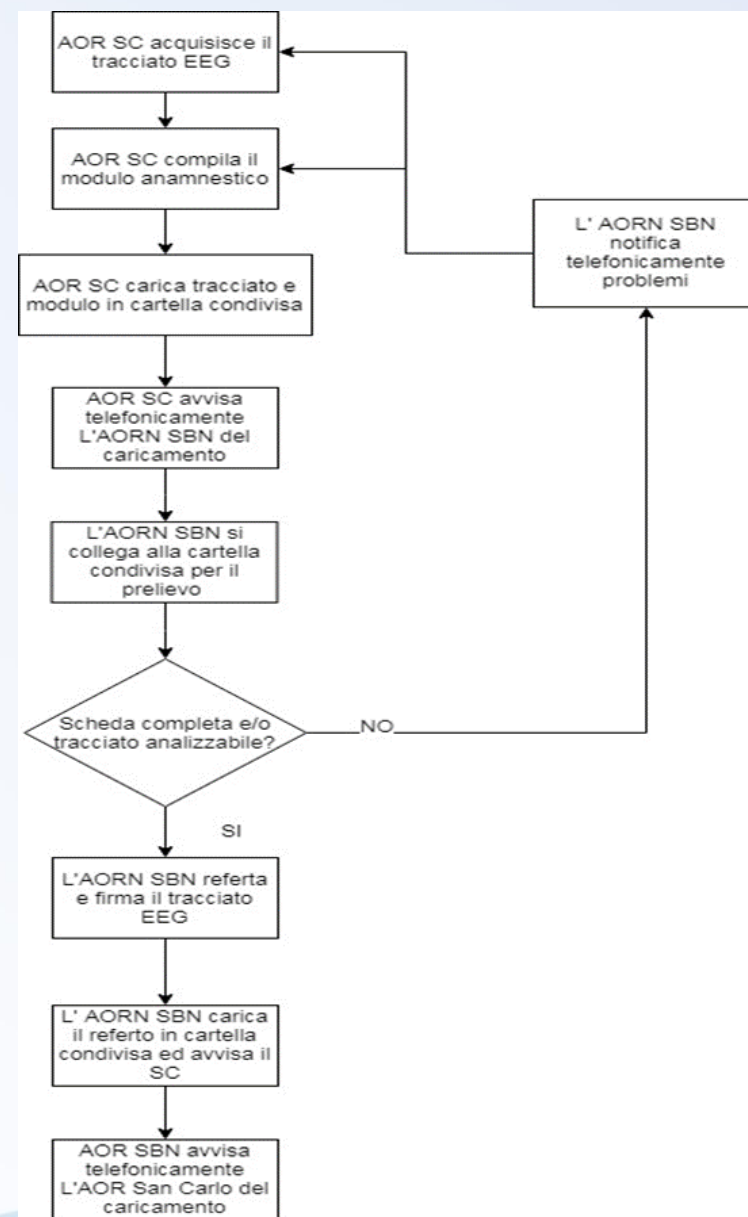 AOR SC acquisisce il
tracciato EEG
AOR SC compila il
modulo anamnestico
L' AORN SBN
notifica
telefonicamente
problemi
AOR SC carica tracciato e
modulo in cartella condivisa
AOR SC avvisa
telefonicamente
L'AORN SBN del
caricamento
L'AORN SBN si
collega alla cartella
condivisa per il
prelievo
Scheda completa e/o
tracciato analizzabile?
NO
SI
L'AORN SBN referta
e firma il tracciato
EEG
L' AORN SBN carica
il referto in cartella
condivisa ed avvisa il
SC
AOR SBN avvisa
telefonicamente
L'AOR San Carlo del
caricamento